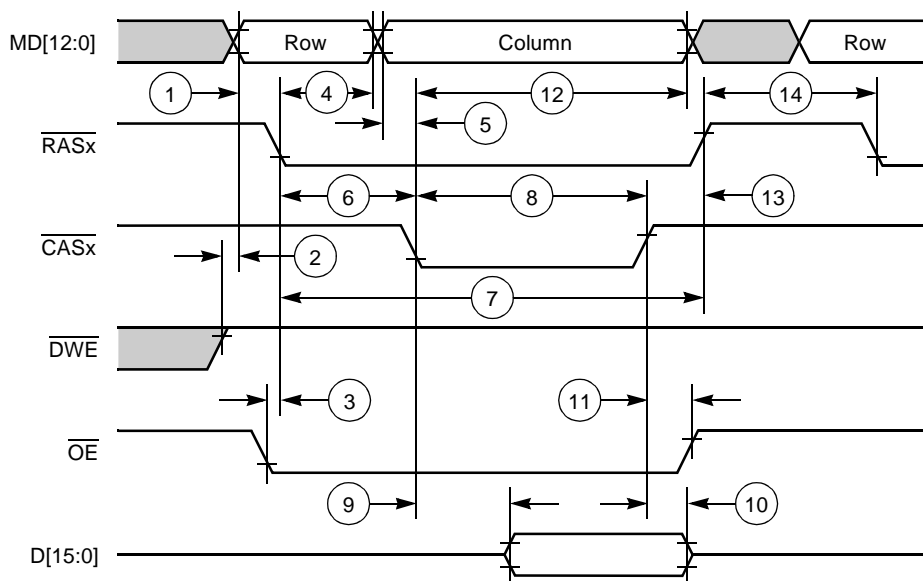 MD[12:0] Row Column Row
1 4 12 14
5
RASx
6 8 13
CASx
2
7
DWE
3 11
OE
9 10
D[15:0]